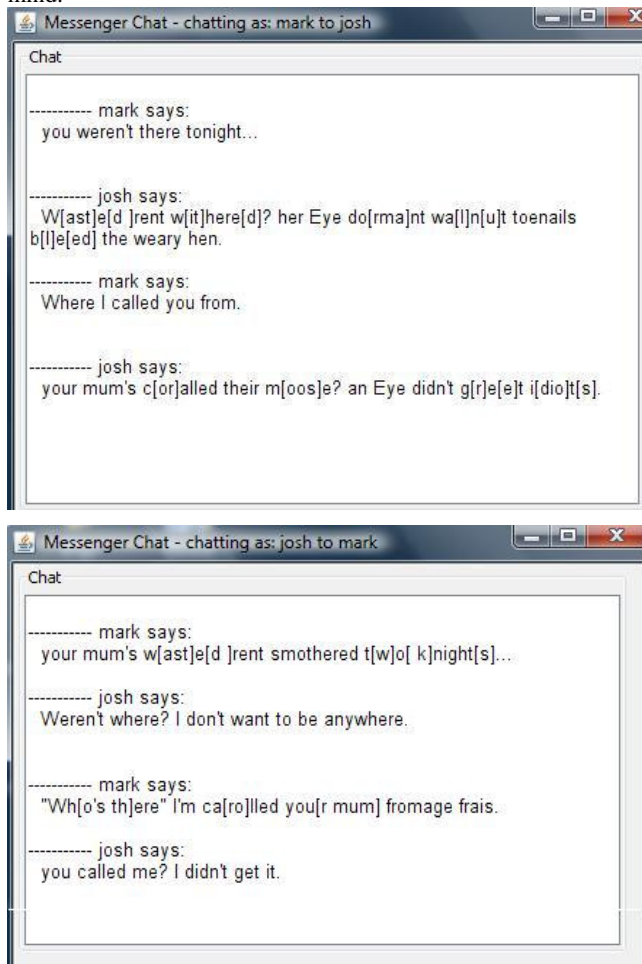 mind.
Messenger Chat - chatting as: mark to josh
Chat
----------- mark says:
you weren't there tonight...
----------- josh says:
W[ast]e[d ]rent w[it]here[d]? her Eye do[rma]nt wa[l]n[u]t toenails
b[l]e[ed] the weary hen.
----------- mark says:
Where I called you from.
----------- josh says:
your mum's c[or]alled their m[oos]e? an Eye didn't g[r]e[e]t i[dio]t[s].
Messenger Chat - chatting as: josh to mark
Chat
----------- mark says:
your mum's w[ast]e[d ]rent smothered t[w]o[ k]night[s]...
----------- josh says:
Weren't where? I don't want to be anywhere.
----------- mark says:
"Wh[o's th]ere" I'm ca[ro]lled you[r mum] fromage frais.
----------- josh says:
you called me? I didn't get it.